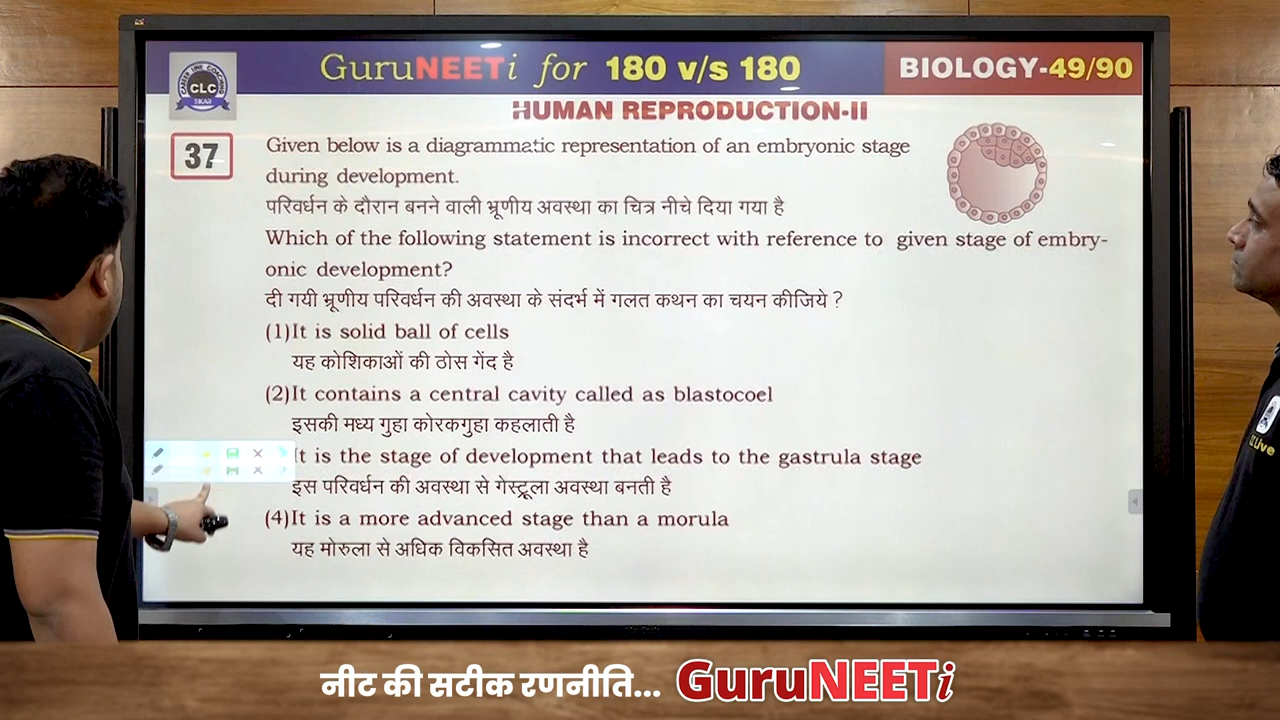 GuruNEETi for 180 v/s 180
BIOLOGY-49/90
CLC
SIKAR
HUMAN REPRODUCTION-II
37
Given below is a diagrammatic representation of an embryonic stage
during development.
परिवर्धन के दौरान बनने वाली भ्रूणीय अवस्था का चित्र नीचे दिया गया है
Which of the following statement is incorrect with reference to given stage of embry-
onic development?
दी गयी भ्रूणीय परिवर्धन की अवस्था के संदर्भ में गलत कथन का चयन कीजिये ?
(1)It is solid ball of cells
यह कोशिकाओं की ठोस गेंद है
(2)It contains a central cavity called as blastocoel
इसकी मध्य गुहा कोरकगुहा कहलाती है
It is the stage of development that leads to the gastrula stage
इस परिवर्धन की अवस्था से गेस्ट्रूला अवस्था बनती है
(4)It is a more advanced stage than a morula
यह मोरुला से अधिक विकसित अवस्था है
Live
नीट की सटीक रणनीति... GuruNEETi